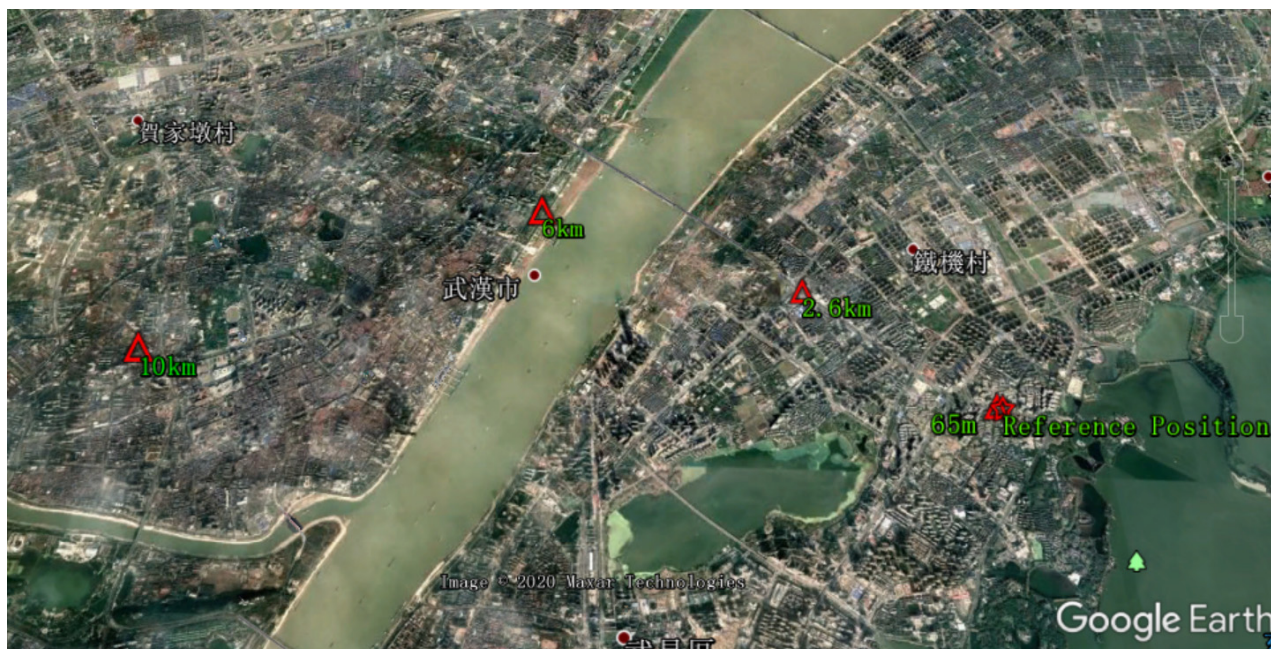 賀家墩村
6km
鐵機村
武漢市
2.6km
10km
65m Reference Position
Image © 2020 Maxar Technologies
Google Earth